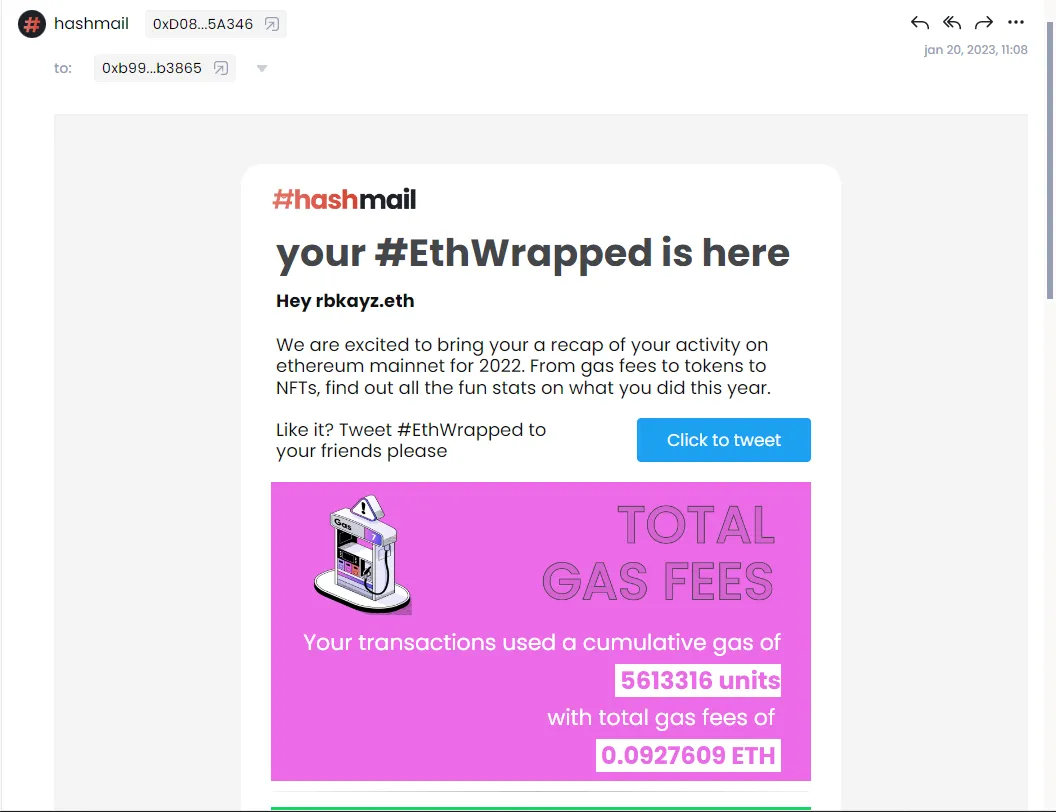 # hashmail 0xD08...5A346
jan 20, 2023, 11:08
to: 0xb99...b3865
#hashmail
your #EthWrapped is here
Hey rbkayz.eth
We are excited to bring your a recap of your activity on
ethereum mainnet for 2022. From gas fees to tokens to
NFTs, find out all the fun stats on what you did this year.
Like it? Tweet #EthWrapped to
your friends please
Click to tweet
!
Gas
7
TOTAL
GAS FEES
Your transactions used a cumulative gas of
5613316 units
with total gas fees of
0.0927609 ETH